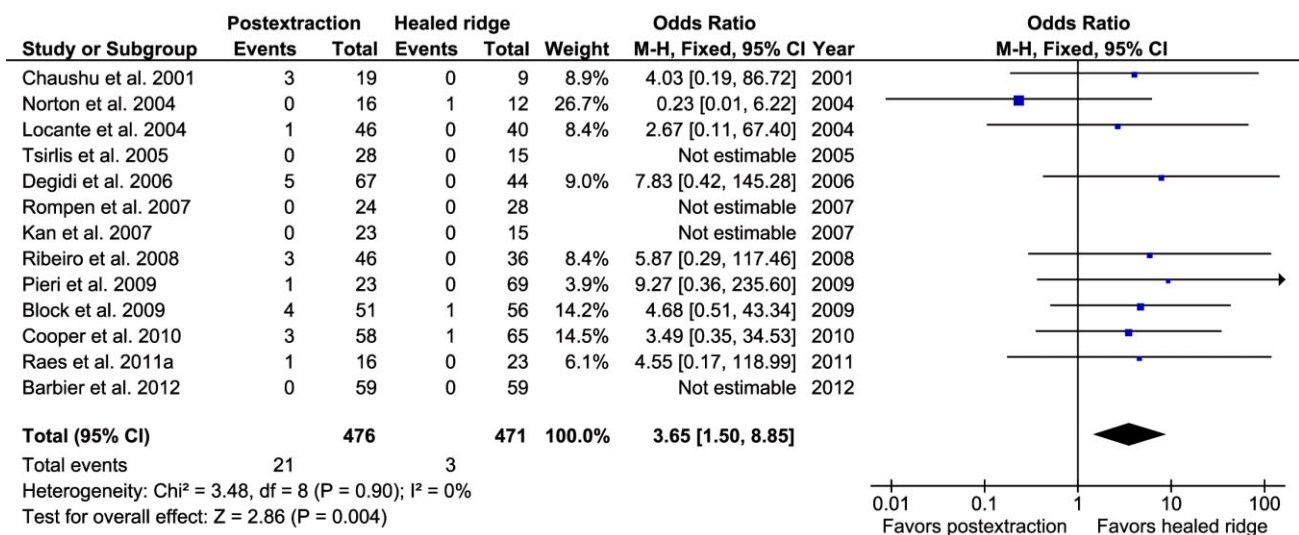 Postextraction Healed ridge Odds Ratio Odds Ratio
Study or Subgroup Events Total Events Total Weight M-H, Fixed, 95% CI Year M-H, Fixed, 95% CI
Chaushu et al. 2001 3 19 0 9 8.9% 4.03 [0.19, 86.72] 2001
Norton et al. 2004 0 16 1 12 26.7% 0.23 [0.01, 6.22] 2004
Locante et al. 2004 1 46 0 40 8.4% 2.67 [0.11, 67.40] 2004
Tsirlis et al. 2005 0 28 0 15 Not estimable 2005
Degidi et al. 2006 5 67 0 44 9.0% 7.83 [0.42, 145.28] 2006
Rompen et al. 2007 0 24 0 28 Not estimable 2007
Kan et al. 2007 0 23 0 15 Not estimable 2007
Ribeiro et al. 2008 3 46 0 36 8.4% 5.87 [0.29, 117.46] 2008
Pieri et al. 2009 1 23 0 69 3.9% 9.27 [0.36, 235.60] 2009
Block et al. 2009 4 51 1 56 14.2% 4.68 [0.51, 43.34] 2009
Cooper et al. 2010 3 58 1 65 14.5% 3.49 [0.35, 34.53] 2010
Raes et al. 2011a 1 16 0 23 6.1% 4.55 [0.17, 118.99] 2011
Barbier et al. 2012 0 59 0 59 Not estimable 2012
Total (95% CI) 476 471 100.0% 3.65 [1.50, 8.85]
Total events 21 3
Heterogeneity: Chi² = 3.48, df = 8 (P = 0.90); I² = 0%
Test for overall effect: Z = 2.86 (P = 0.004)
0.01 0.1 1 10 100
Favors postextraction Favors healed ridge